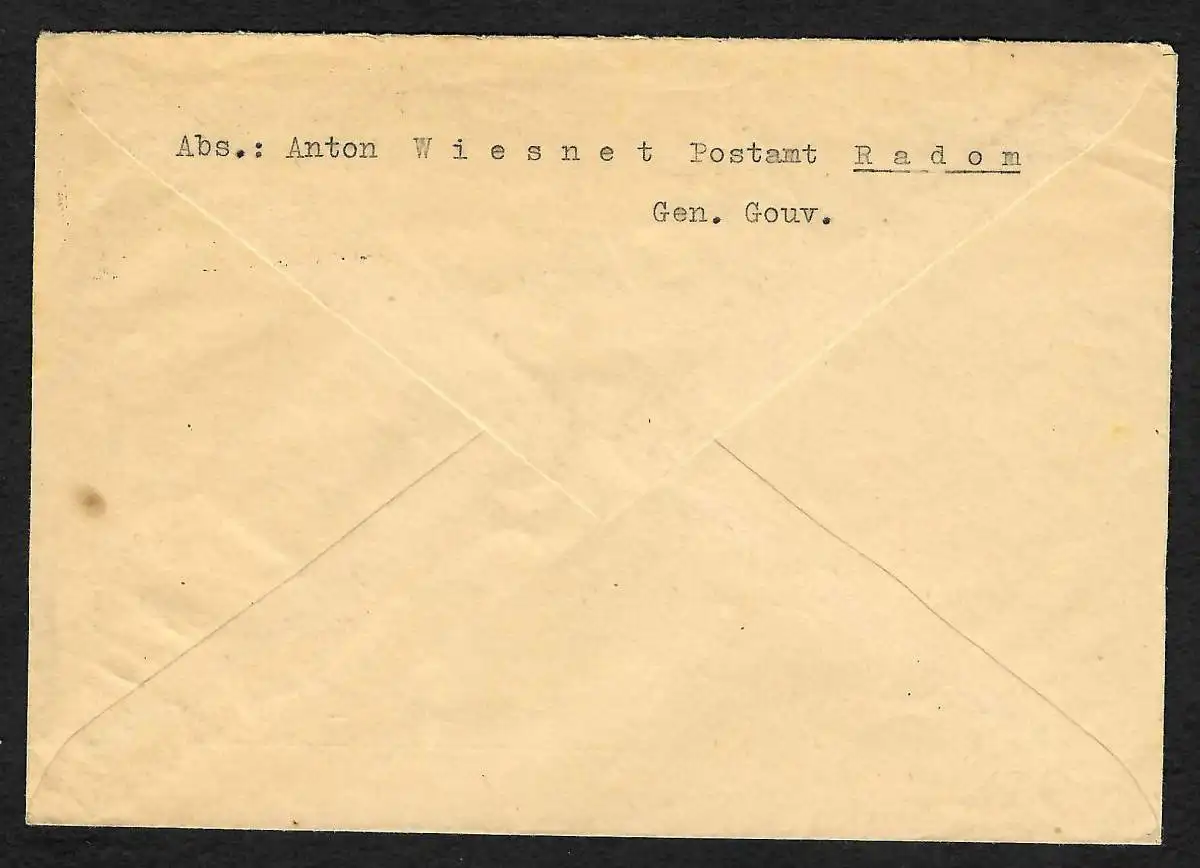 Abs.: Anton W i e s n e t Postamt R a d o m
Gen. Gouv.